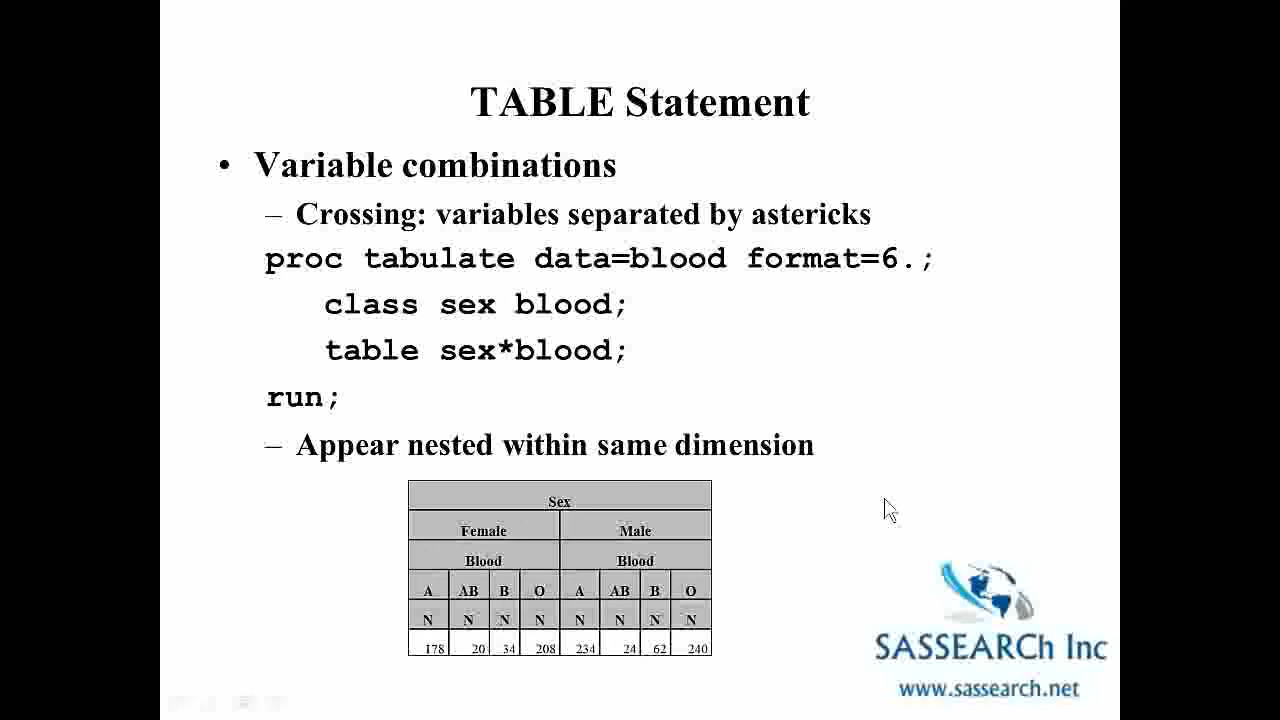 TABLE Statement
• Variable combinations
– Crossing: variables separated by astericks
proc tabulate data=blood format=6.;
class sex blood;
table sex*blood;
run;
– Appear nested within same dimension
Sex
Female Male
Blood Blood
A AB B O A AB B O
N N N N N N N N
178 20 34 208 234 24 62 240
SASSEARCh Inc
www.sassearch.net